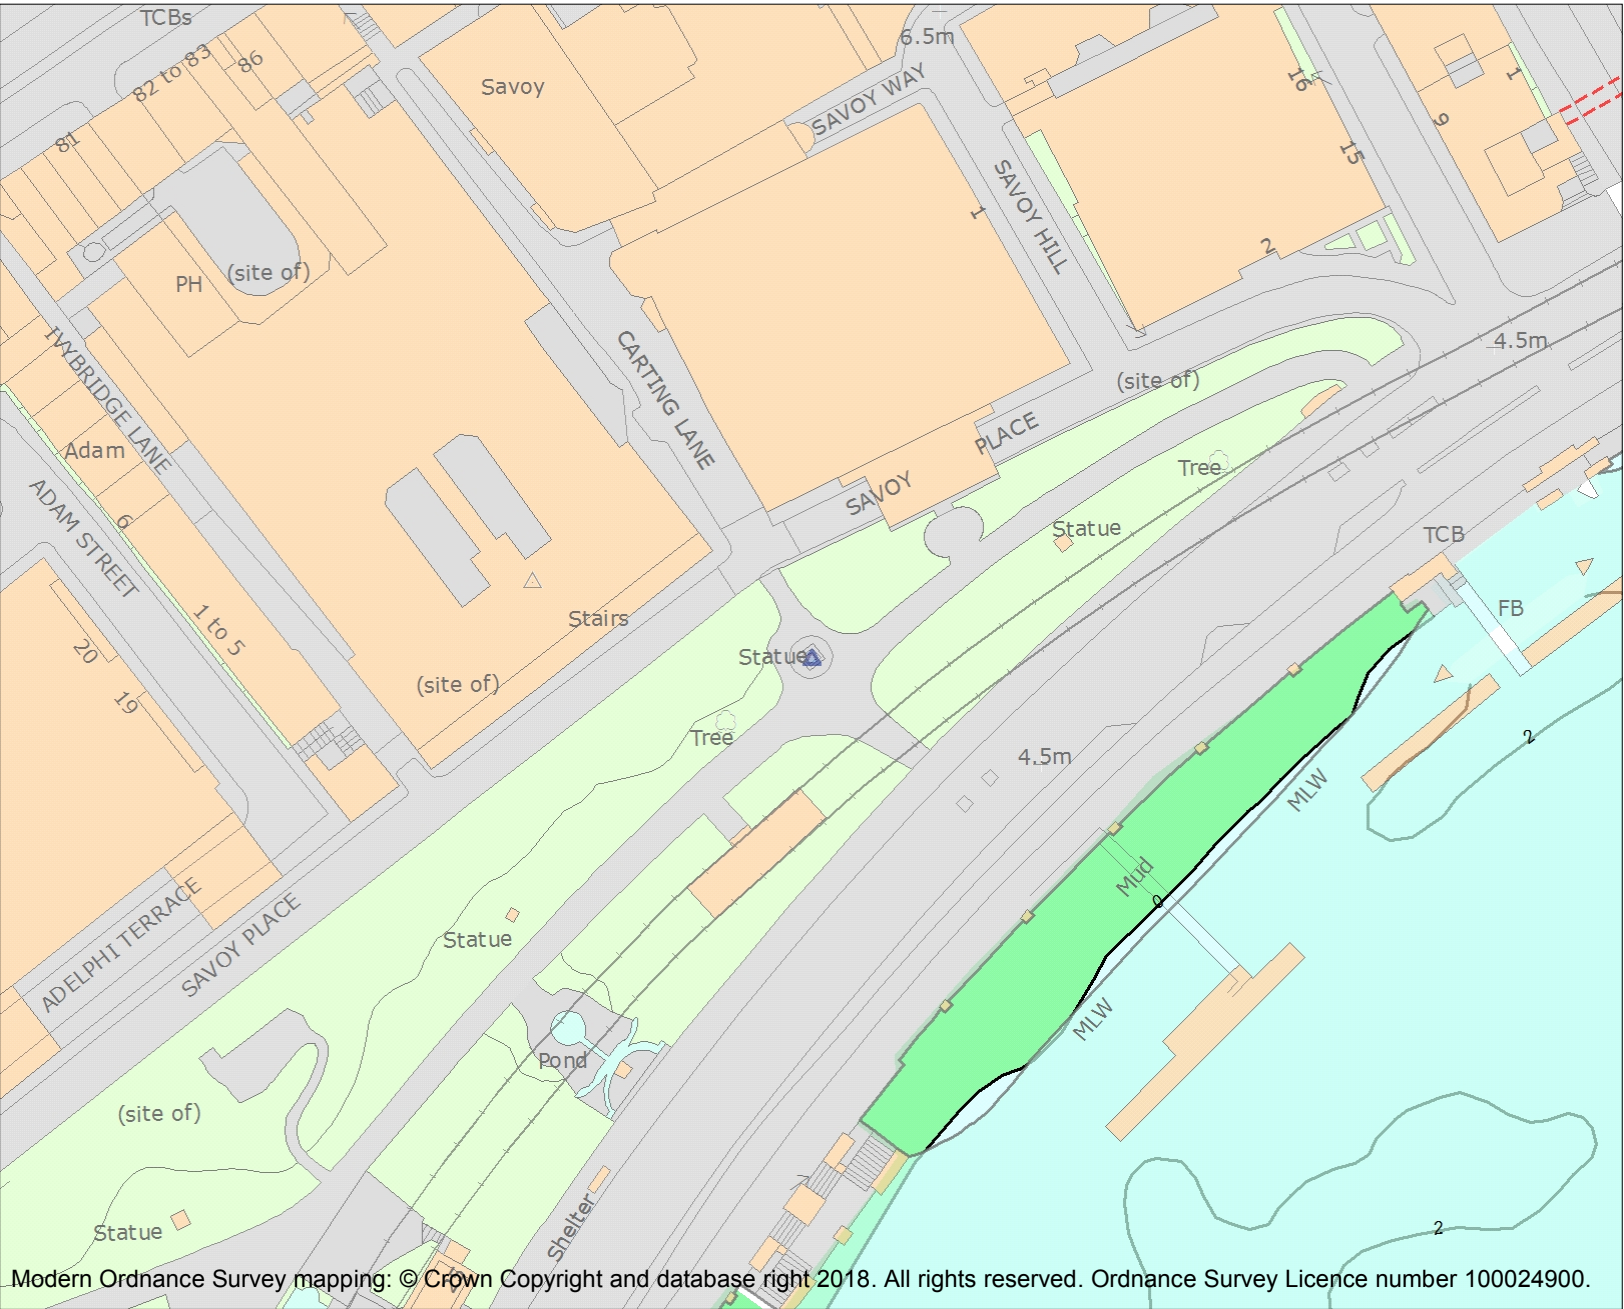 TCBs
82 to 83
86
81
Savoy
6.5m
SAVOY WAY
16
1
9
15
SAVOY HILL
1
2
PH
(site of)
IVYBRIDGE LANE
CARTING LANE
4.5m
(site of)
PLACE
SAVOY
Adam
Tree
ADAM STREET
6
Statue
TCB
FB
1 to 5
Stairs
20
Statue
(site of)
19
Tree
4.5m
MLW
2
Mud
0
ADELPHI TERRACE
SAVOY PLACE
Statue
MLW
Pond
(site of)
Shelter
Statue
2
Modern Ordnance Survey mapping: © Crown Copyright and database right 2018. All rights reserved. Ordnance Survey Licence number 100024900.